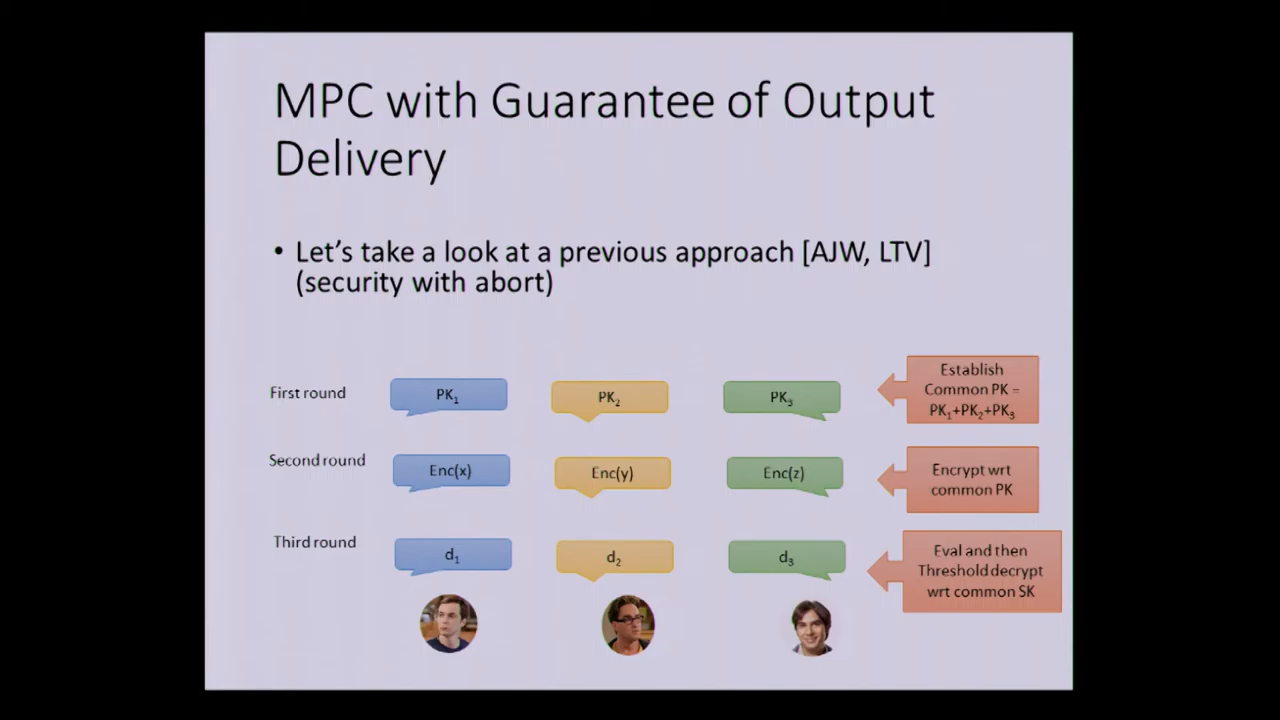 MPC with Guarantee of Output
Delivery
• Let's take a look at a previous approach [AJW, LTV]
(security with abort)
First round
PK1
PK2
PK3
Establish
Common PK =
PK1+PK2+PK3
Second round
Enc(x)
Enc(y)
Enc(z)
Encrypt wrt
common PK
Third round
d1
d2
d3
Eval and then
Threshold decrypt
wrt common SK